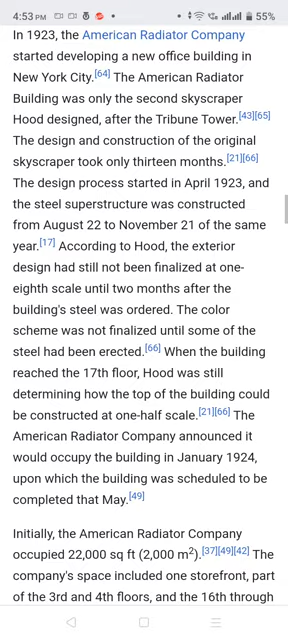 4:53 PM
55%
In 1923, the American Radiator Company
started developing a new office building in
New York City.[64] The American Radiator
Building was only the second skyscraper
Hood designed, after the Tribune Tower.[43][65]
The design and construction of the original
skyscraper took only thirteen months.[21][66]
The design process started in April 1923, and
the steel superstructure was constructed
from August 22 to November 21 of the same
year.[17] According to Hood, the exterior
design had still not been finalized at one-
eighth scale until two months after the
building's steel was ordered. The color
scheme was not finalized until some of the
steel had been erected.[66] When the building
reached the 17th floor, Hood was still
determining how the top of the building could
be constructed at one-half scale.[21][66] The
American Radiator Company announced it
would occupy the building in January 1924,
upon which the building was scheduled to be
completed that May.[49]
Initially, the American Radiator Company
occupied 22,000 sq ft (2,000 m2).[37][49][42] The
company's space included one storefront, part
of the 3rd and 4th floors, and the 16th through